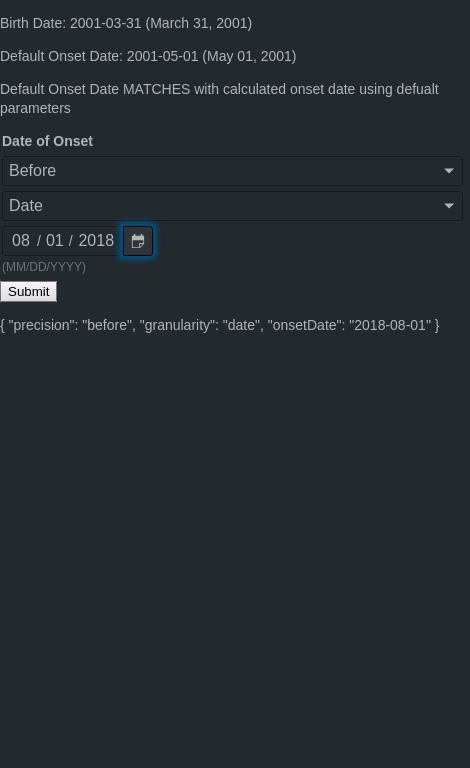 Birth Date: 2001-03-31 (March 31, 2001)
Default Onset Date: 2001-05-01 (May 01, 2001)
Default Onset Date MATCHES with calculated onset date using defualt
parameters
Date of Onset
Before
Date
08 / 01 / 2018
(MM/DD/YYYY)
Submit
{ "precision": "before", "granularity": "date", "onsetDate": "2018-08-01" }